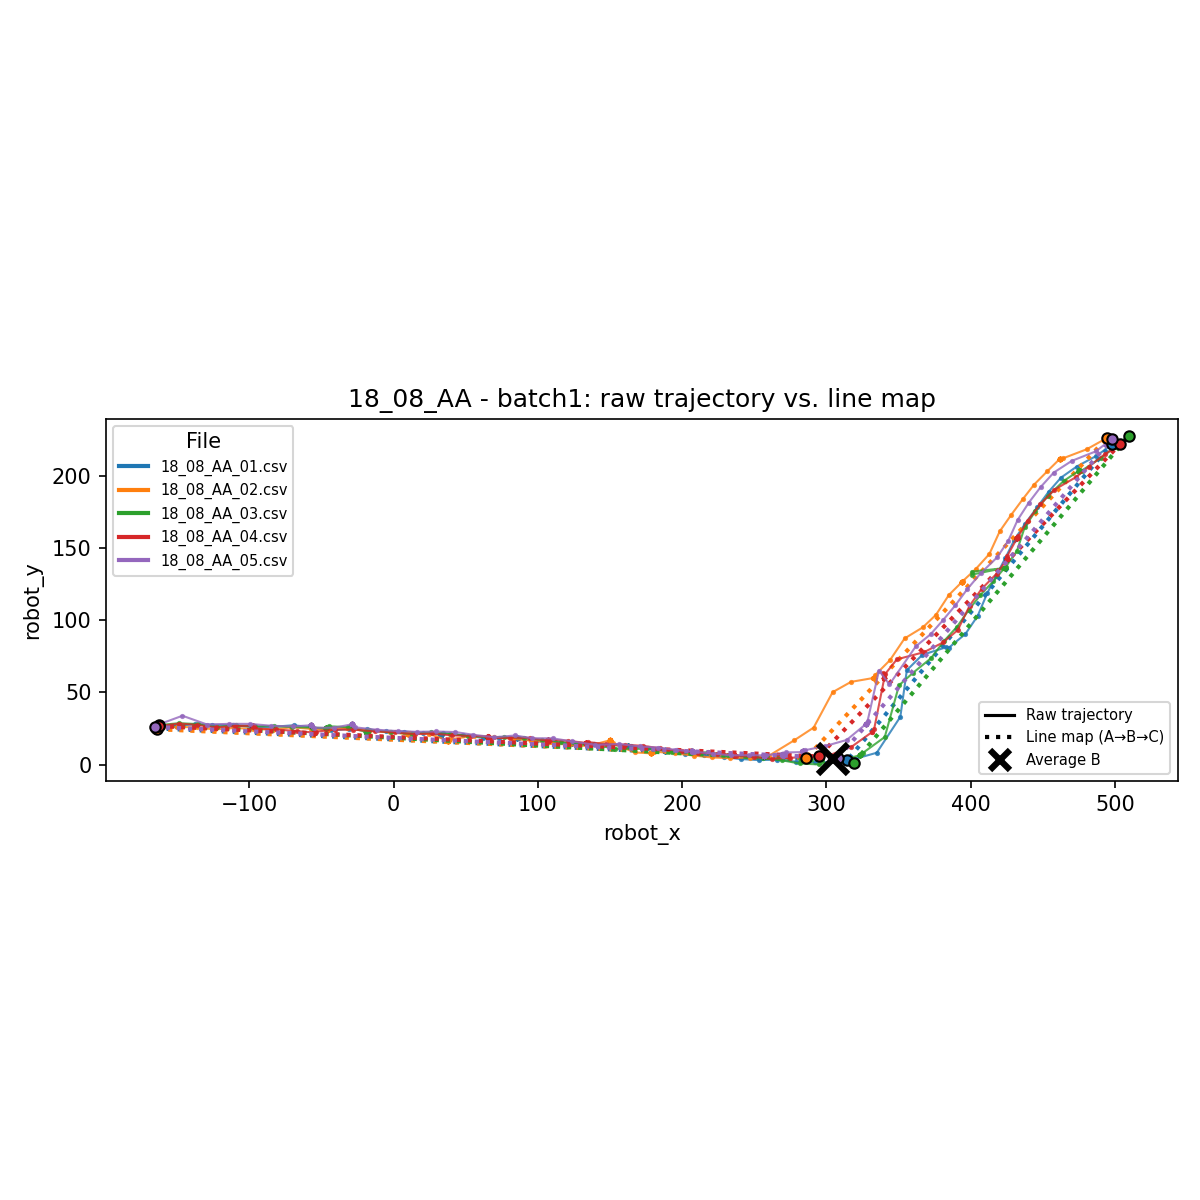 18_08_AA - batch1: raw trajectory vs. line map
File
18_08_AA_01.csv
18_08_AA_02.csv
18_08_AA_03.csv
18_08_AA_04.csv
18_08_AA_05.csv
robot_y
200
150
100
50
0
Raw trajectory
Line map (A→B→C)
Average B
−100
0
100
200
300
400
500
robot_x